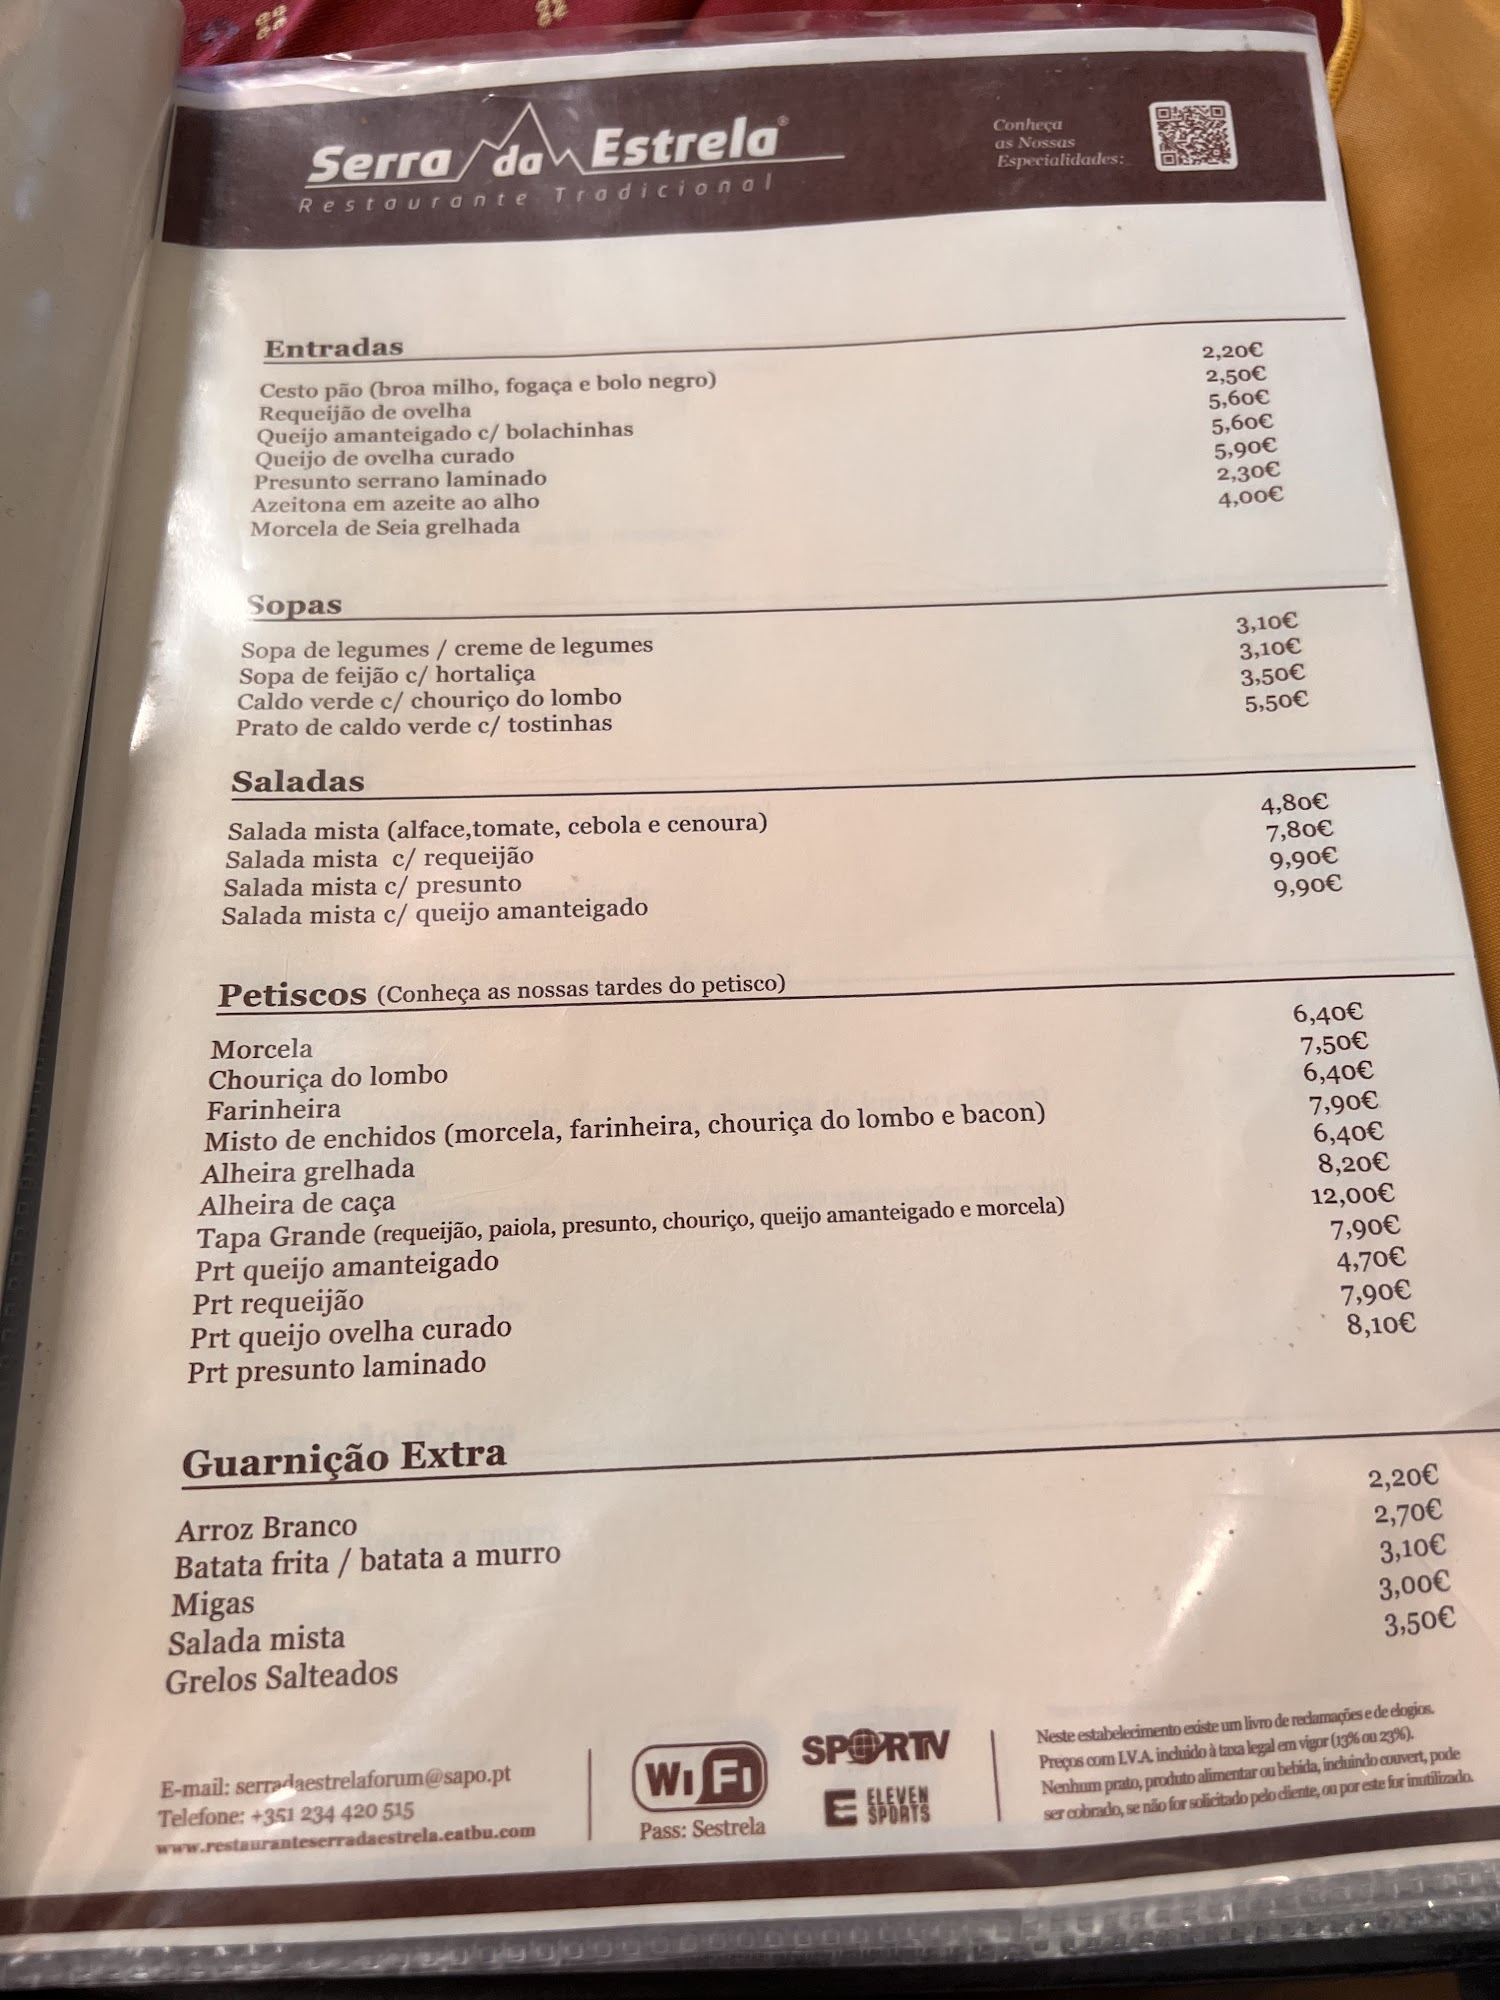 Serra da Estrela®
Restaurante Tradicional
Conheça
as Nossas
Especialidades:
Entradas
Cesto pão (broa milho, fogaça e bolo negro) 2,20€
Requeijão de ovelha 2,50€
Queijo amanteigado c/ bolachinhas 5,60€
Queijo de ovelha curado 5,60€
Presunto serrano laminado 5,90€
Azeitona em azeite ao alho 2,30€
Morcela de Seia grelhada 4,00€
Sopas
Sopa de legumes / creme de legumes 3,10€
Sopa de feijão c/ hortaliça 3,10€
Caldo verde c/ chouriço do lombo 3,50€
Prato de caldo verde c/ tostinhas 5,50€
Saladas
Salada mista (alface,tomate, cebola e cenoura) 4,80€
Salada mista c/ requeijão 7,80€
Salada mista c/ presunto 9,90€
Salada mista c/ queijo amanteigado 9,90€
Petiscos (Conheça as nossas tardes do petisco)
Morcela 6,40€
Chouriça do lombo 7,50€
Farinheira 6,40€
Misto de enchidos (morcela, farinheira, chouriça do lombo e bacon) 7,90€
Alheira grelhada 6,40€
Alheira de caça 8,20€
Tapa Grande (requeijão, paiola, presunto, chouriço, queijo amanteigado e morcela) 12,00€
Prt queijo amanteigado 7,90€
Prt requeijão 4,70€
Prt queijo ovelha curado 7,90€
Prt presunto laminado 8,10€
Guarnição Extra
Arroz Branco 2,20€
Batata frita / batata a murro 2,70€
Migas 3,10€
Salada mista 3,00€
Grelos Salteados 3,50€
E-mail: serradaestrelaforum@sapo.pt
Telefone: +351 234 420 515
www.restauranteserradaestrela.eatbu.com
WiFi
Pass: Sestrela
SPORTV
ELEVEN
SPORTS
Neste estabelecimento existe um livro de reclamações e de elogios.
Preços com I.V.A. incluido à taxa legal em vigor (13% ou 23%).
Nenhum prato, produto alimentar ou bebida, incluindo couvert, pode
ser cobrado, se não for solicitado pelo cliente, ou por este for inutilizado.